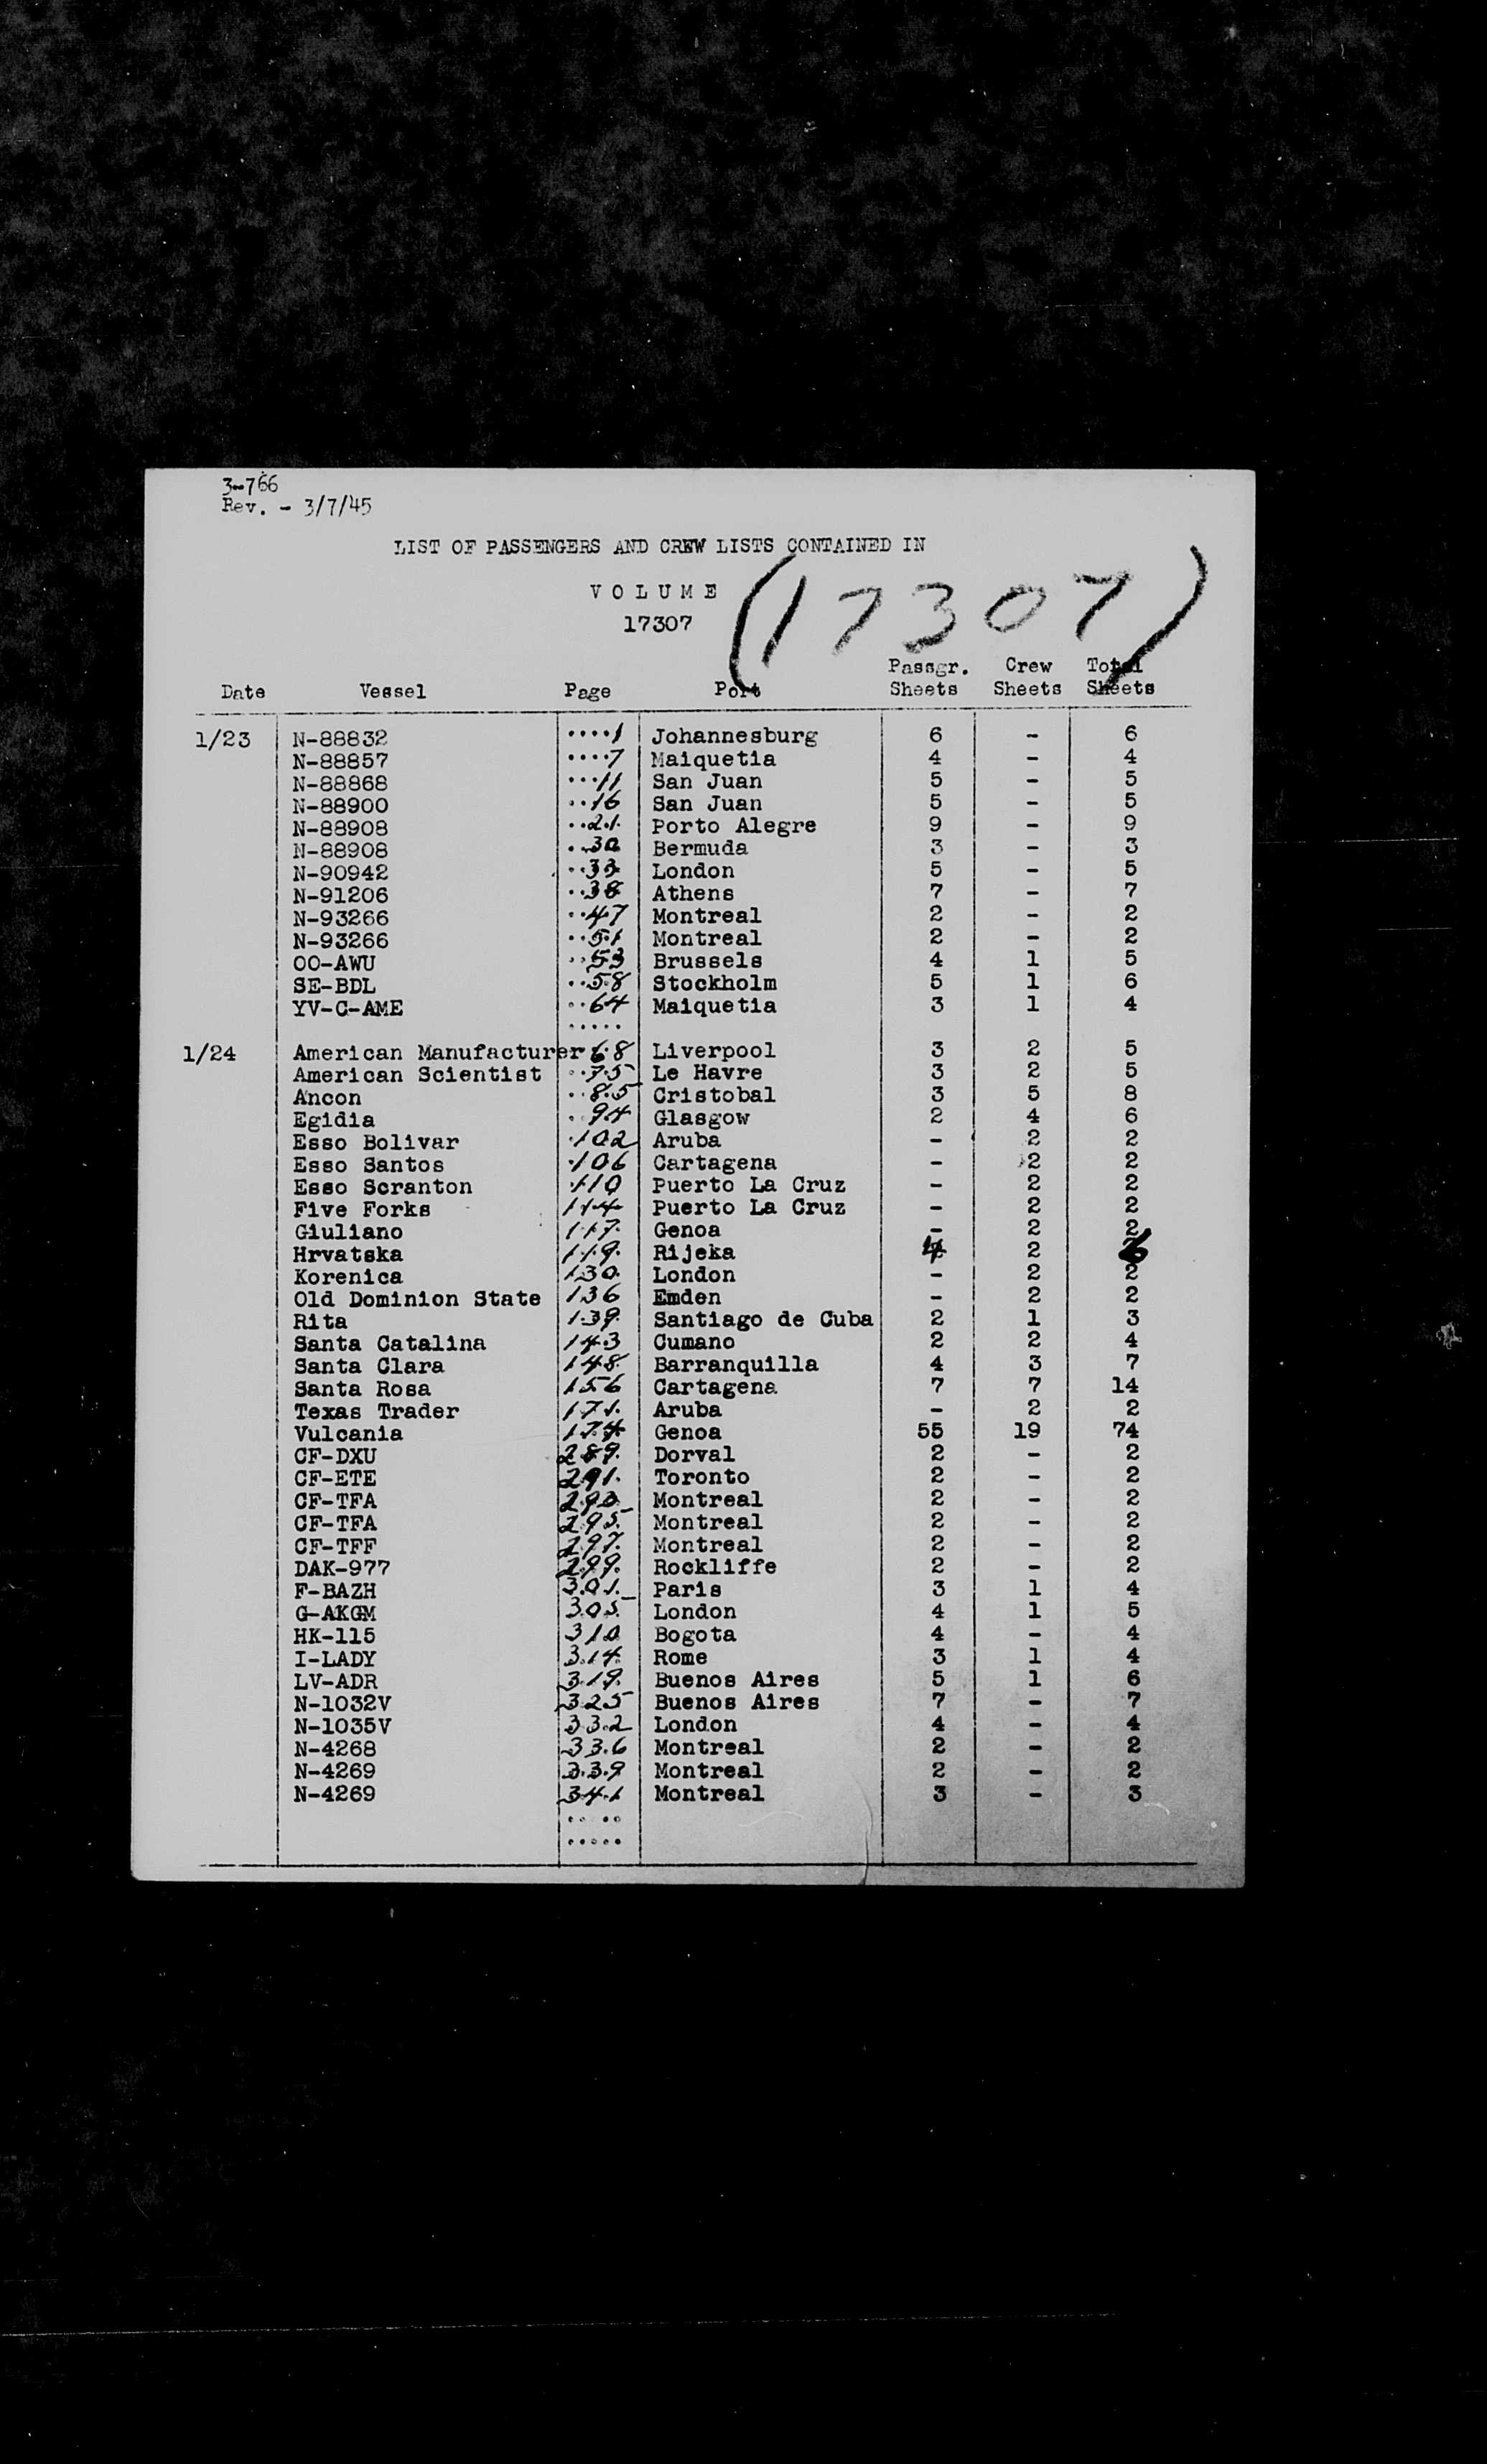 3-766
Rev. - 3/7/45
LIST OF PASSENGERS AND CREW LISTS CONTAINED IN
VOLUME
17307 (17307)
Date Vessel Page Port Passgr. Sheets Crew Sheets Total Sheets
1/23 N-88832 ....1 Johannesburg 6 - 6
N-88857 ....7 Maiquetia 4 - 4
N-88868 ...11 San Juan 5 - 5
N-88900 ..16 San Juan 5 - 5
N-88908 ..21 Porto Alegre 9 - 9
N-88908 ..30 Bermuda 3 - 3
N-90942 ..33 London 5 - 5
N-91206 ..38 Athens 7 - 7
N-93266 ..47 Montreal 2 - 2
N-93266 ..51 Montreal 2 - 2
OO-AWU ..53 Brussels 4 1 5
SE-BDL ..58 Stockholm 5 1 6
YV-C-AME ..64 Maiquetia 3 1 4
.....
1/24 American Manufacturer 68 Liverpool 3 2 5
American Scientist ..75 Le Havre 3 2 5
Ancon ..85 Cristobal 3 5 8
Egidia ..94 Glasgow 2 4 6
Esso Bolivar .102 Aruba - 2 2
Esso Santos .106 Cartagena - 2 2
Esso Scranton .110 Puerto La Cruz - 2 2
Five Forks 114 Puerto La Cruz - 2 2
Giuliano 117 Genoa - 2 2
Hrvatska 119 Rijeka 4 2 6
Korenica 130 London - 2 2
Old Dominion State 136 Emden - 2 2
Rita 139 Santiago de Cuba 2 1 3
Santa Catalina 143 Cumano 2 2 4
Santa Clara 148 Barranquilla 4 3 7
Santa Rosa 156 Cartagena 7 7 14
Texas Trader 171 Aruba - 2 2
Vulcania 174 Genoa 55 19 74
CF-DXU 289 Dorval 2 - 2
CF-ETE 291 Toronto 2 - 2
CF-TFA 293 Montreal 2 - 2
CF-TFA 295 Montreal 2 - 2
CF-TFF 297 Montreal 2 - 2
DAK-977 299 Rockliffe 2 - 2
F-BAZH 301 Paris 3 1 4
G-AKGM 305 London 4 1 5
HK-115 310 Bogota 4 - 4
I-LADY 314 Rome 3 1 4
LV-ADR 319 Buenos Aires 5 1 6
N-1032V 325 Buenos Aires 7 - 7
N-1035V 332 London 4 - 4
N-4268 336 Montreal 2 - 2
N-4269 339 Montreal 2 - 2
N-4269 341 Montreal 3 - 3
.....
.....